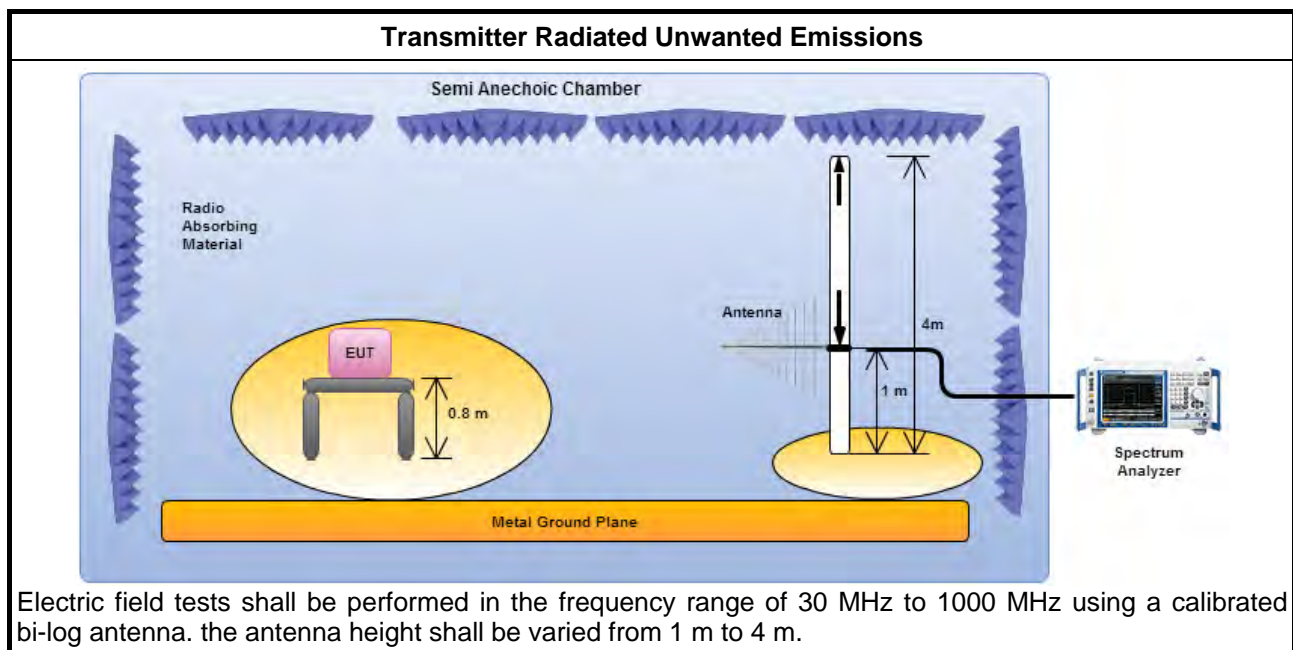 Transmitter Radiated Unwanted Emissions
Semi Anechoic Chamber
Radio
Absorbing
Material
Antenna
4m
EUT
1 m
0.8 m
Spectrum
Analyzer
Metal Ground Plane
Electric field tests shall be performed in the frequency range of 30 MHz to 1000 MHz using a calibrated
bi-log antenna. the antenna height shall be varied from 1 m to 4 m.